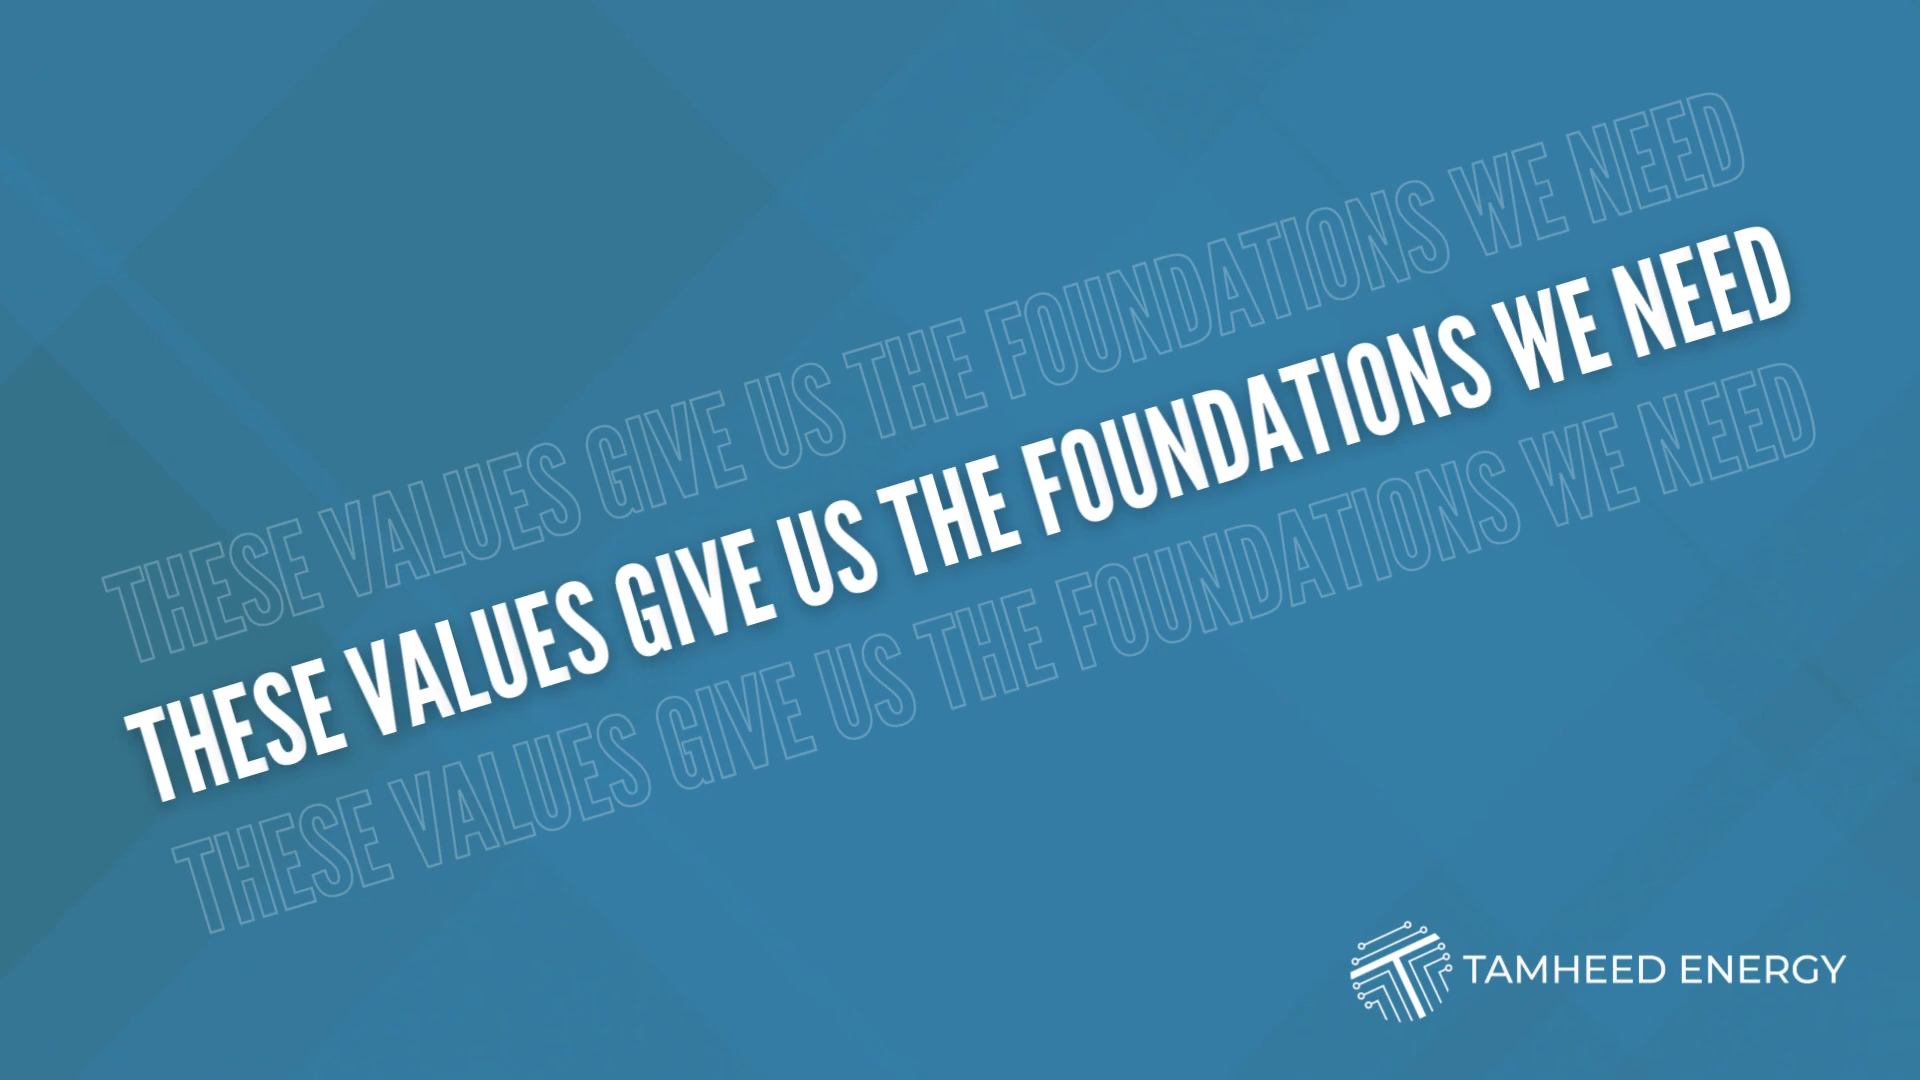 THESE VALUES GIVE US THE FOUNDATIONS WE NEED
THESE VALUES GIVE US THE FOUNDATIONS WE NEED
THESE VALUES GIVE US THE FOUNDATIONS WE NEED
TAMHEED ENERGY